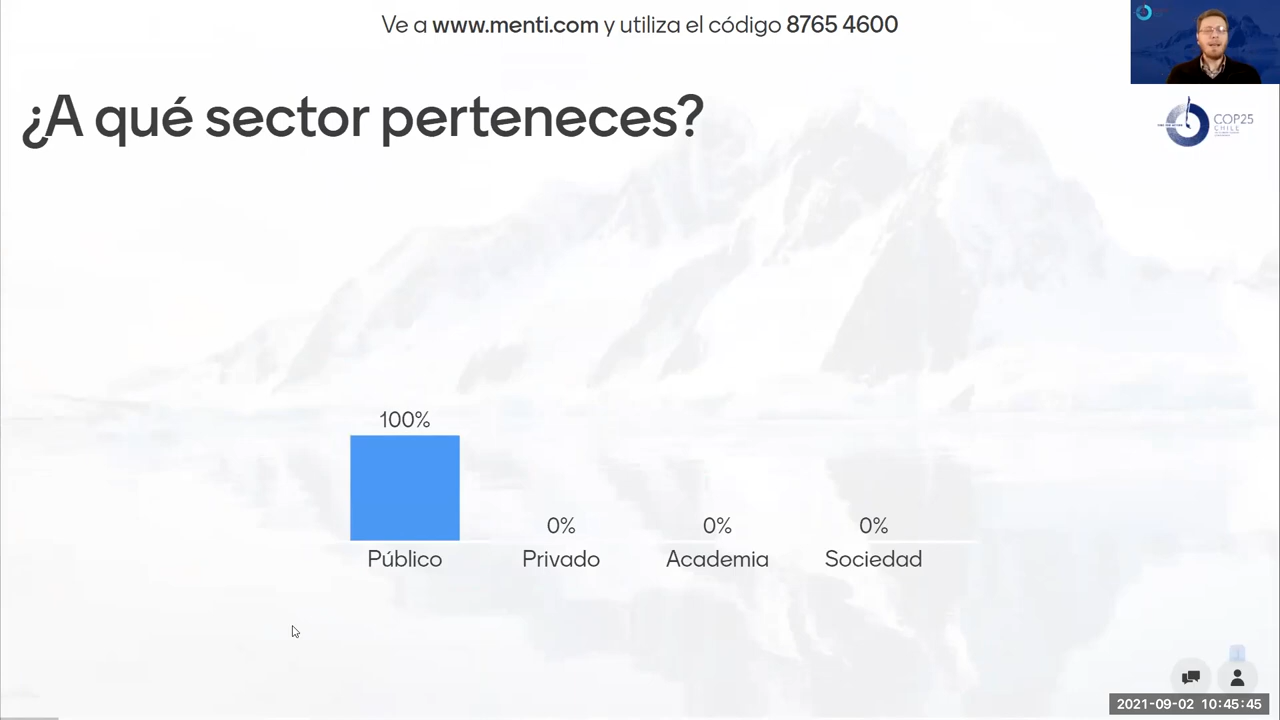 Ve a www.menti.com y utiliza el código 8765 4600
¿A qué sector perteneces?
COP25
CHILE
100%
0%
0%
0%
Público
Privado
Academia
Sociedad
2021-09-02 10:45:45